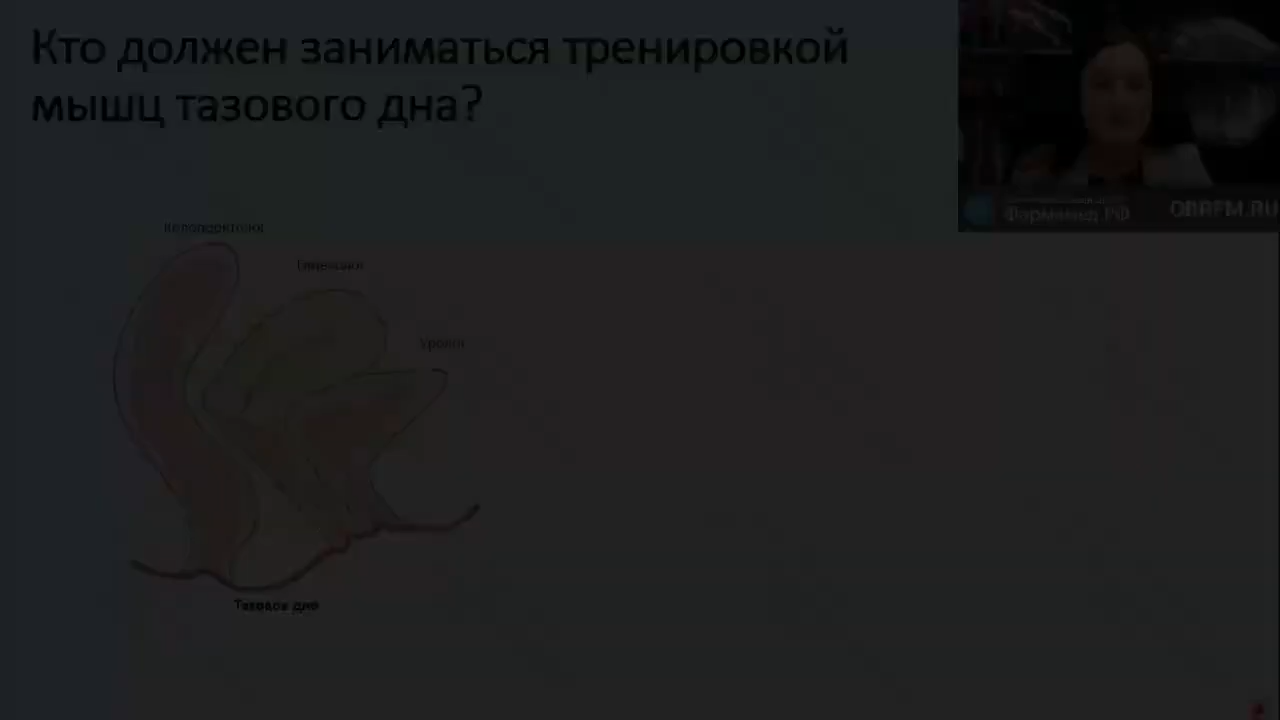 Кто должен заниматься тренировкой
мышц тазового дна?
Колопроктолог
Гинеколог
Уролог
Тазовое дно
Фарммед.РФ
OBRFM.RU